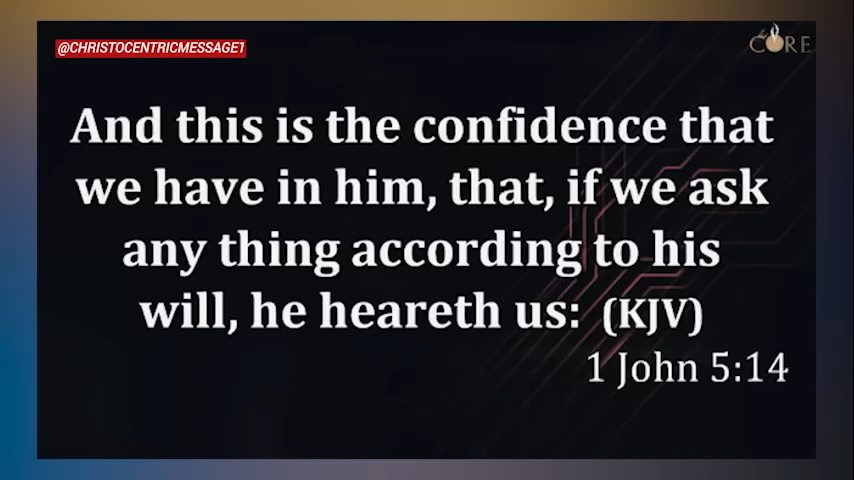 @CHRISTOCENTRICMESSAGE1
CORE
And this is the confidence that
we have in him, that, if we ask
any thing according to his
will, he heareth us: (KJV)
1 John 5:14